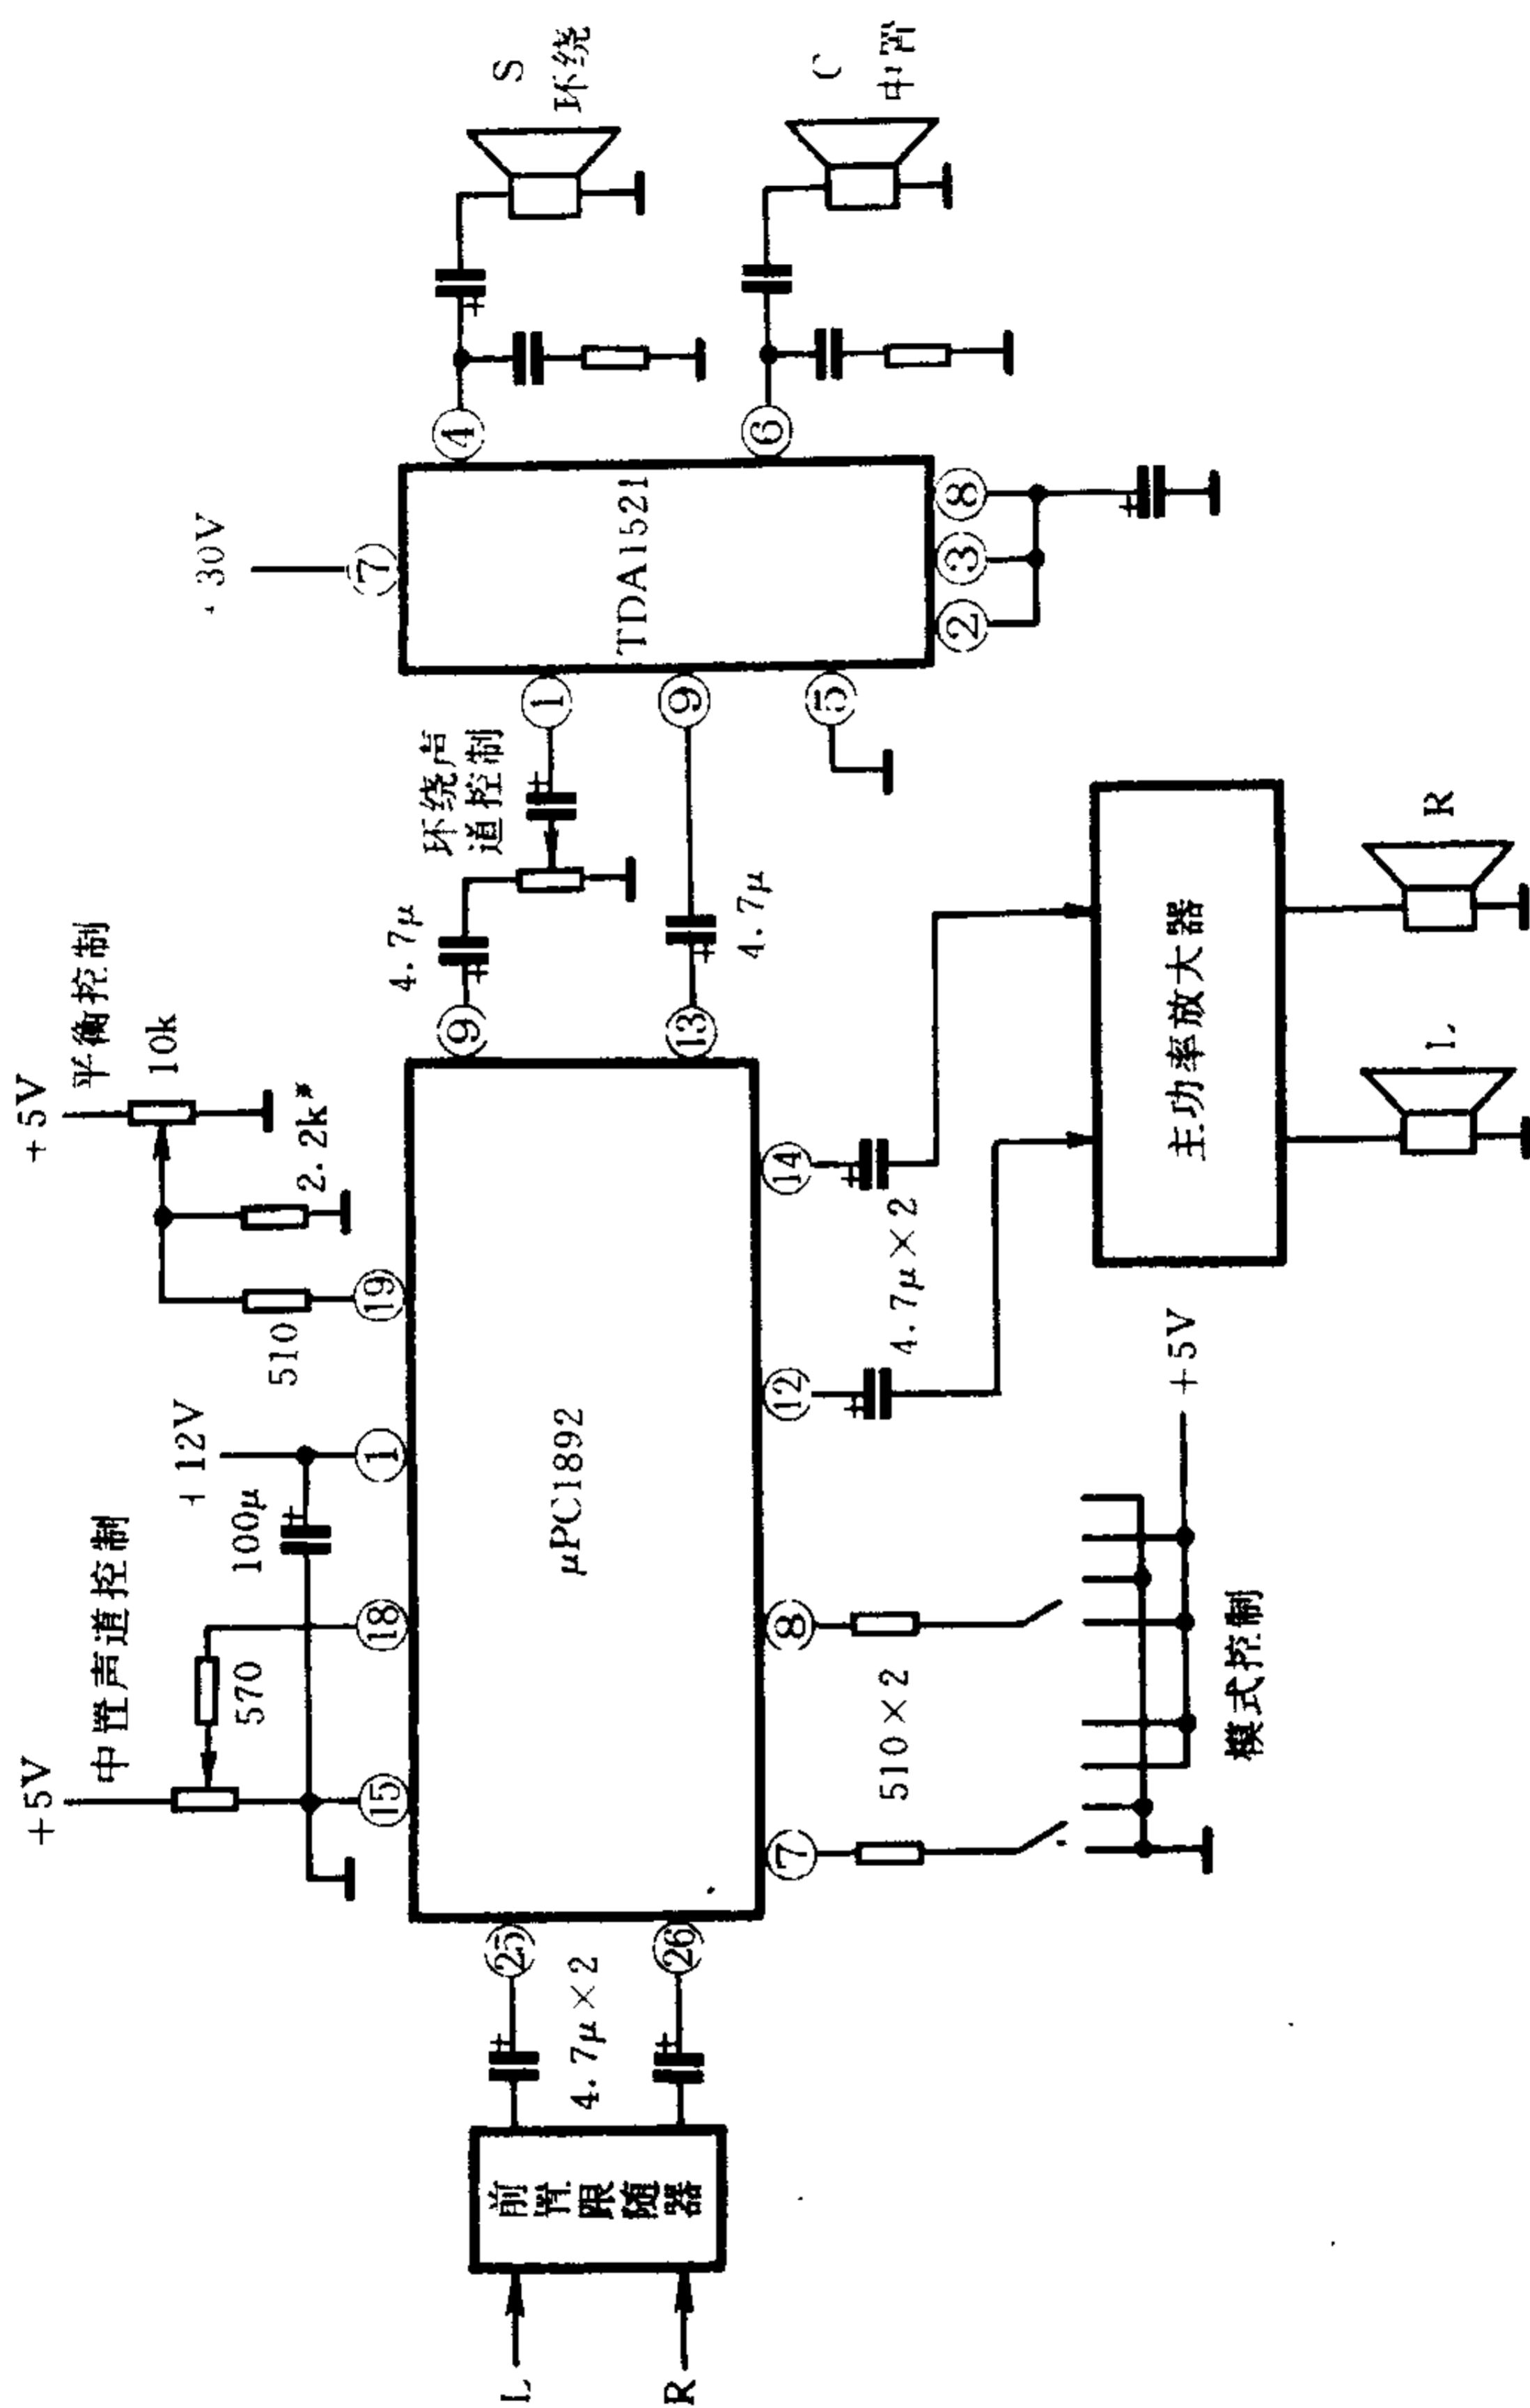 L
R
前置跟随器
4.7μ×2
25
26
+5V
中置声道控制
570
15
18
100μ
+12V
1
510
19
2.2k*
+5V
平衡控制
10k
μPC1892
7
8
12
14
9
13
510×2
模式控制
+5V
4.7μ×2
4.7μ
4.7μ
环绕声
道控制
主功率放大器
L
R
30V
7
1
9
5
TDA1521
2
3
8
4
6
S
环绕
C
中置